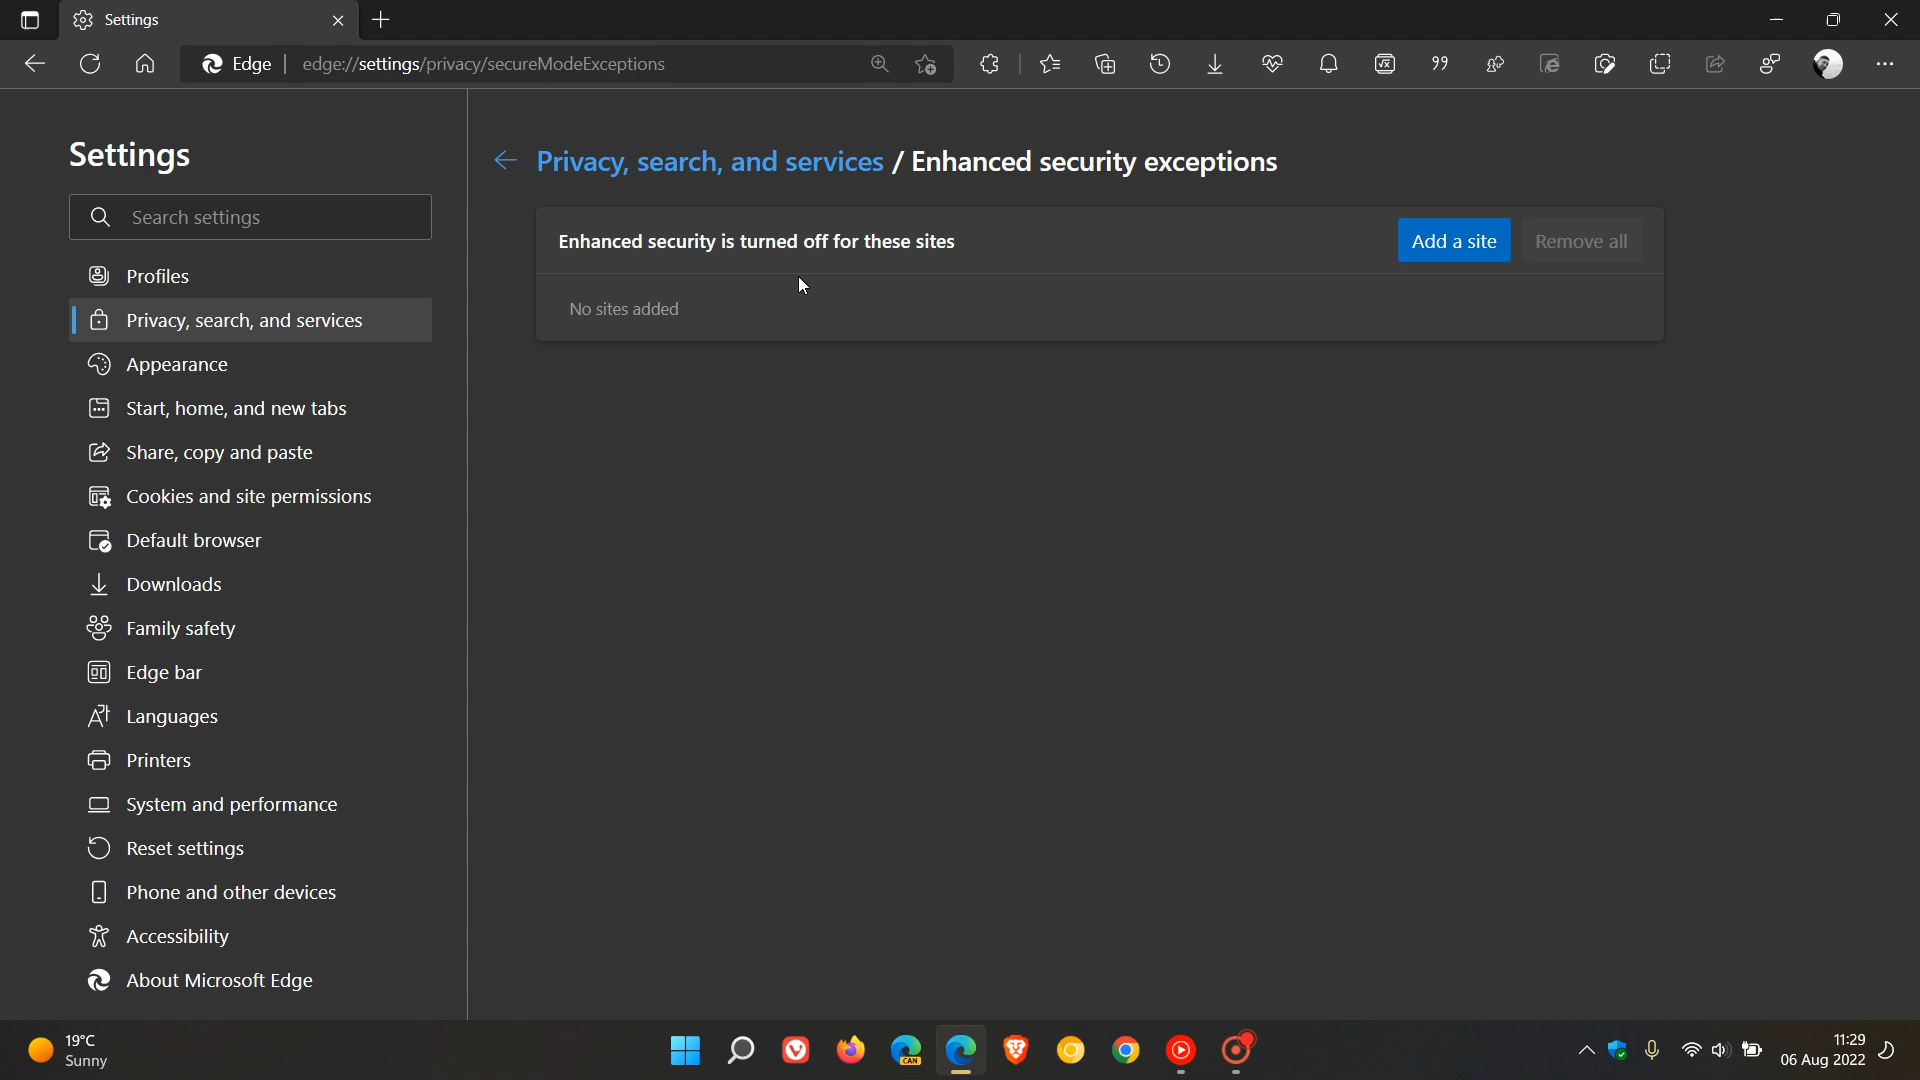 Settings
Edge
edge://settings/privacy/secureModeExceptions
Settings
Search settings
Profiles
Privacy, search, and services
Appearance
Start, home, and new tabs
Share, copy and paste
Cookies and site permissions
Default browser
Downloads
Family safety
Edge bar
Languages
Printers
System and performance
Reset settings
Phone and other devices
Accessibility
About Microsoft Edge
Privacy, search, and services / Enhanced security exceptions
Enhanced security is turned off for these sites
Add a site
Remove all
No sites added
19°C
Sunny
CAN
11:29
06 Aug 2022